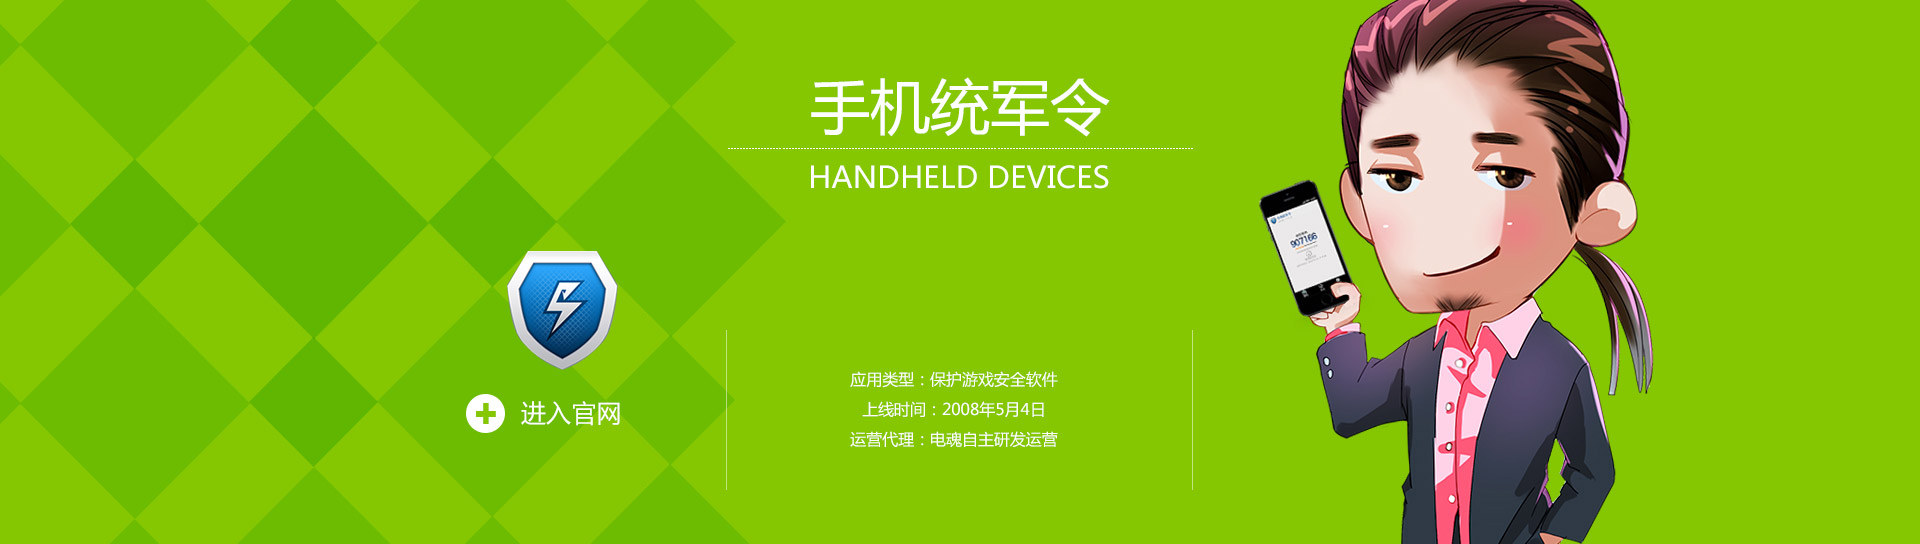 手机统军令
HANDHELD DEVICES
907166
进入官网
应用类型：保护游戏安全软件
上线时间：2008年5月4日
运营代理：电魂自主研发运营